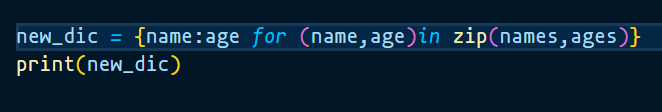 new_dic = {name:age for (name,age)in zip(names,ages)}
print(new_dic)